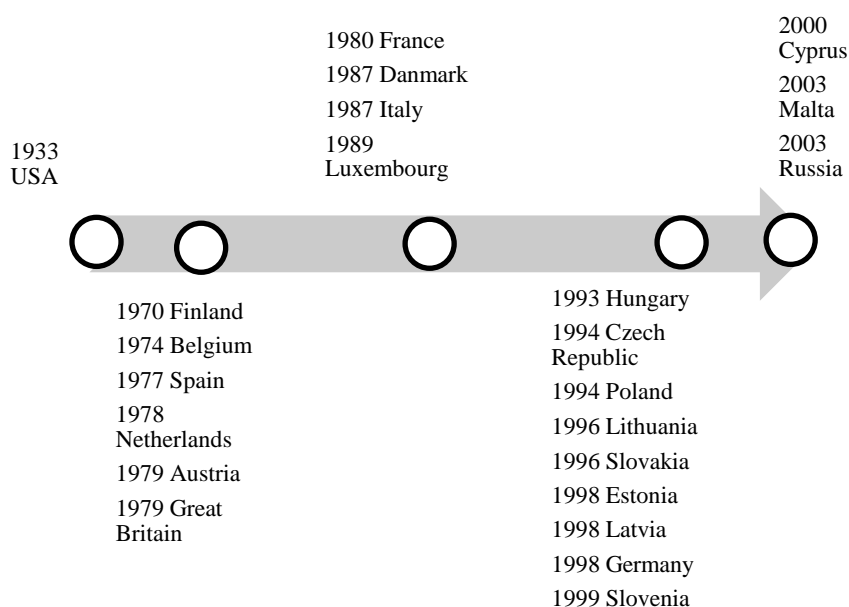 1933
USA
1970 Finland
1974 Belgium
1977 Spain
1978
Netherlands
1979 Austria
1979 Great
Britain
1980 France
1987 Danmark
1987 Italy
1989
Luxembourg
1993 Hungary
1994 Czech
Republic
1994 Poland
1996 Lithuania
1996 Slovakia
1998 Estonia
1998 Latvia
1998 Germany
1999 Slovenia
2000
Cyprus
2003
Malta
2003
Russia